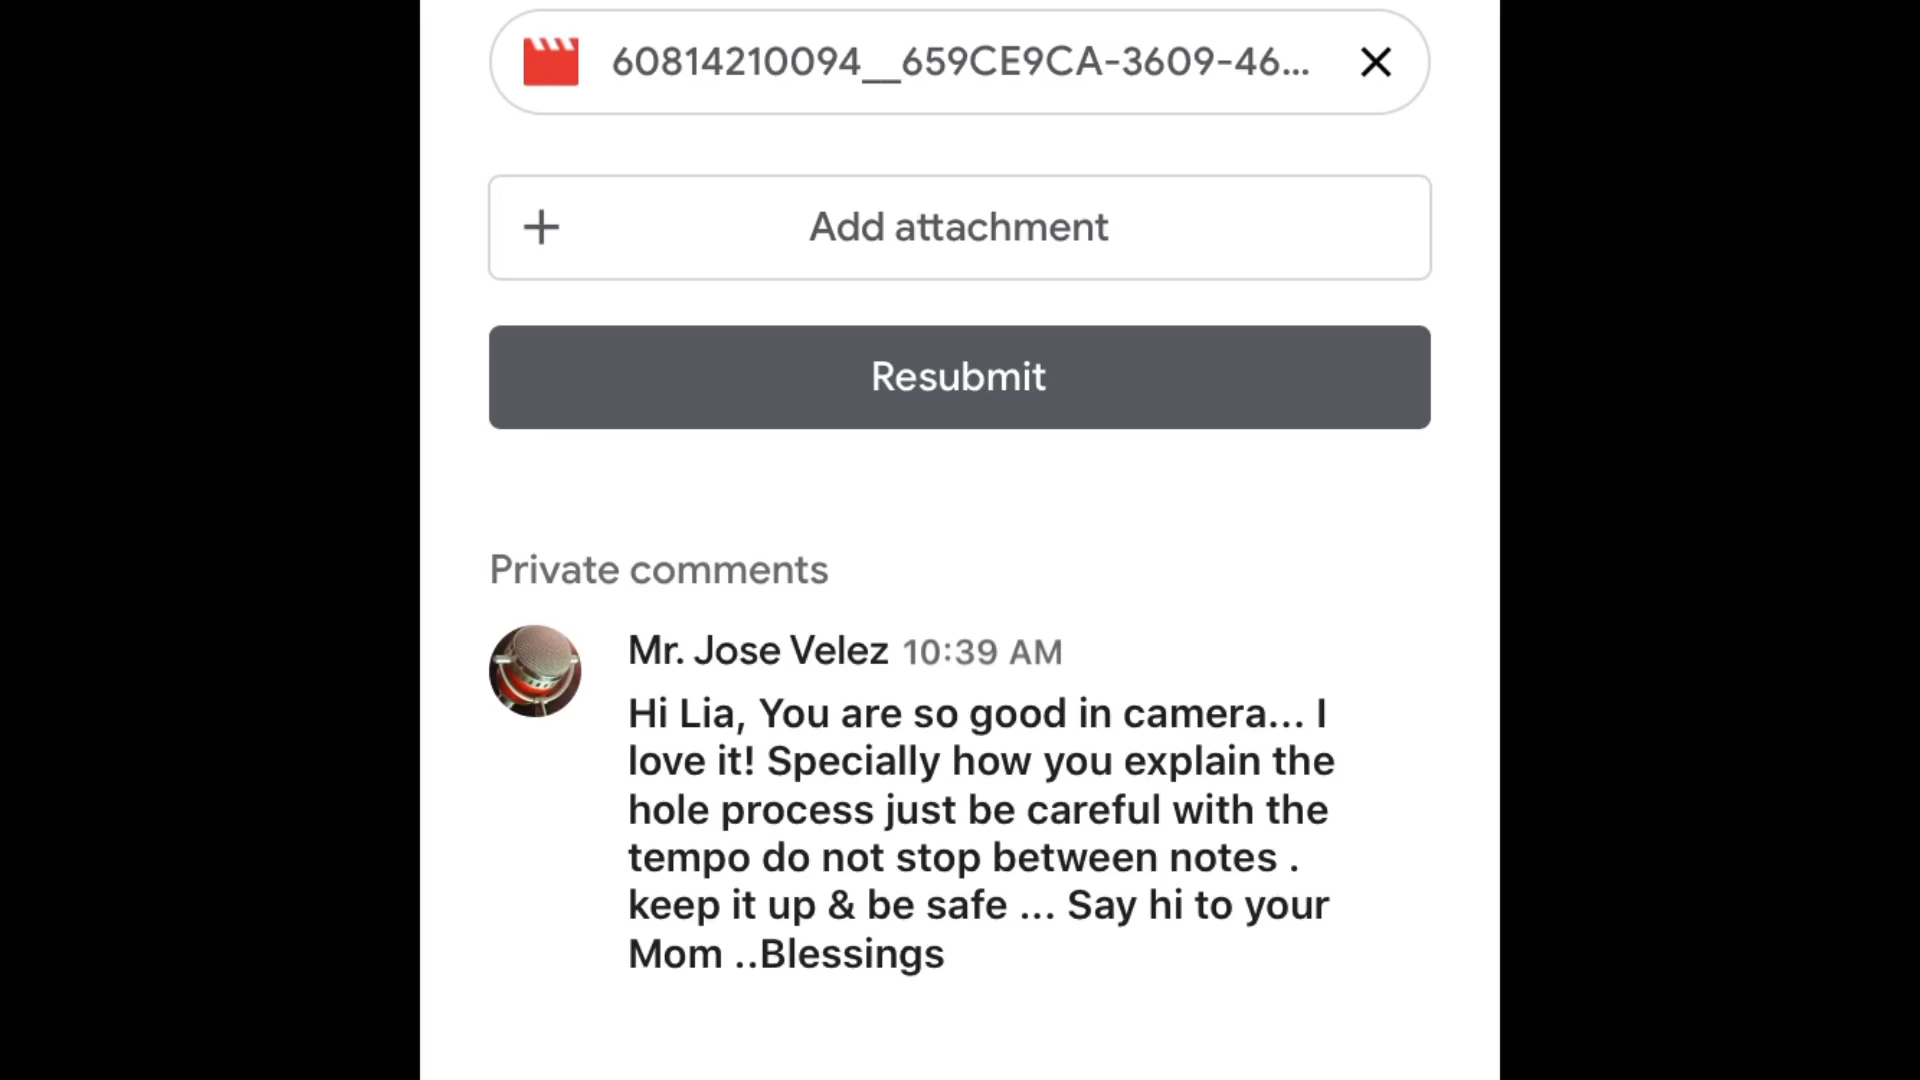 60814210094__659CE9CA-3609-46...
Add attachment
Resubmit
Private comments
Mr. Jose Velez 10:39 AM
Hi Lia, You are so good in camera... I
love it! Specially how you explain the
hole process just be careful with the
tempo do not stop between notes .
keep it up & be safe ... Say hi to your
Mom ..Blessings